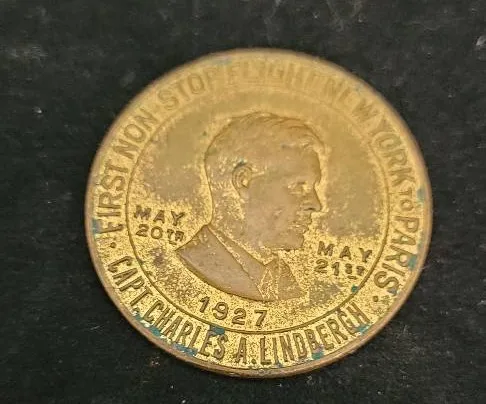 FIRST NON-STOP FLIGHT NEW YORK TO PARIS
MAY
20TH
MAY
21ST
1927
CAPT. CHARLES A. LINDBERGH